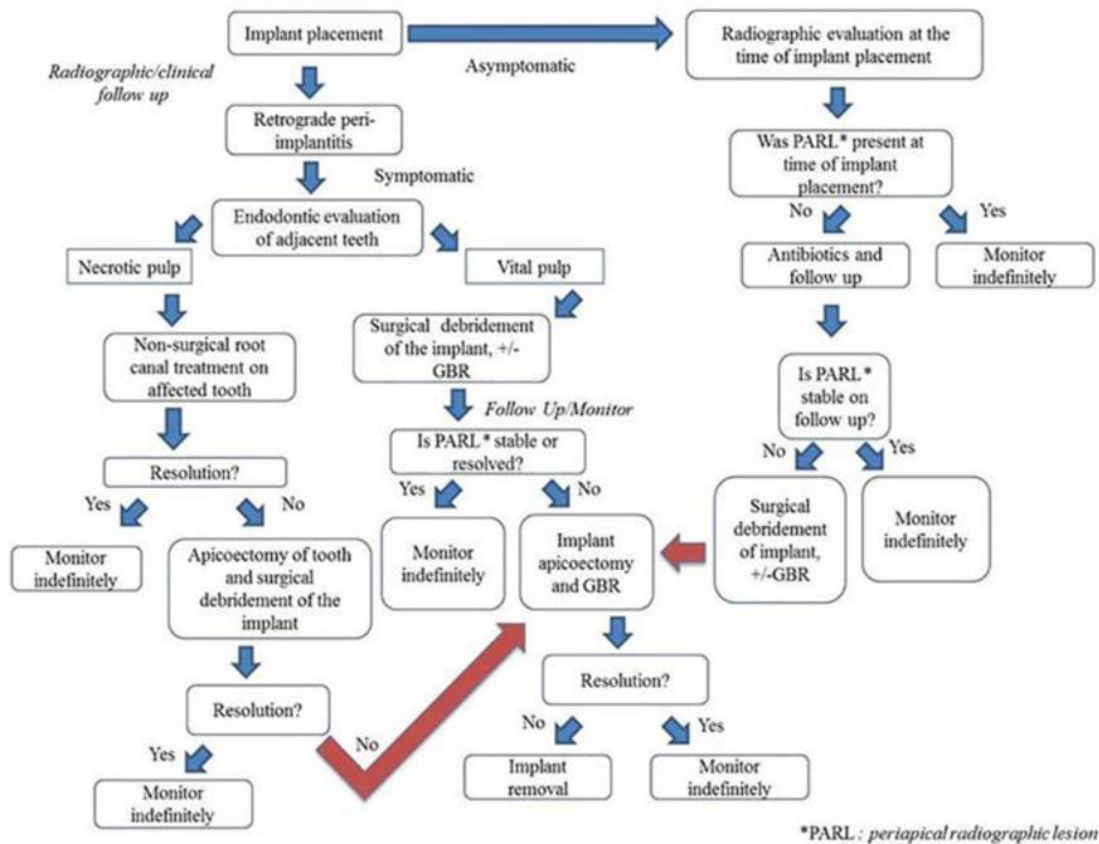 Implant placement
Asymptomatic
Radiographic evaluation at the
time of implant placement
Radiographic/clinical
follow up
Retrograde peri-
implantitis
Symptomatic
Was PARL* present at
time of implant
placement?
No
Yes
Endodontic evaluation
of adjacent teeth
Necrotic pulp
Vital pulp
Antibiotics and
follow up
Monitor
indefinitely
Non-surgical root
canal treatment on
affected tooth
Surgical debridement
of the implant, +/-
GBR
Follow Up/Monitor
Is PARL*
stable on
follow up?
No
Yes
Resolution?
Yes
No
Is PARL* stable or
resolved?
Yes
No
Monitor
indefinitely
Apicoectomy of tooth
and surgical
debridement of the
implant
Monitor
indefinitely
Implant
apicoectomy
and GBR
Surgical
debridement
of implant,
+/-GBR
Monitor
indefinitely
Resolution?
Yes
No
Monitor
indefinitely
Resolution?
No
Yes
Implant
removal
Monitor
indefinitely
*PARL : periapical radiographic lesion